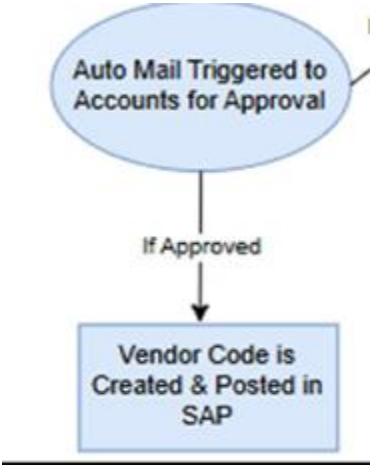 Auto Mail Triggered to
Accounts for Approval
If Approved
Vendor Code is
Created & Posted in
SAP